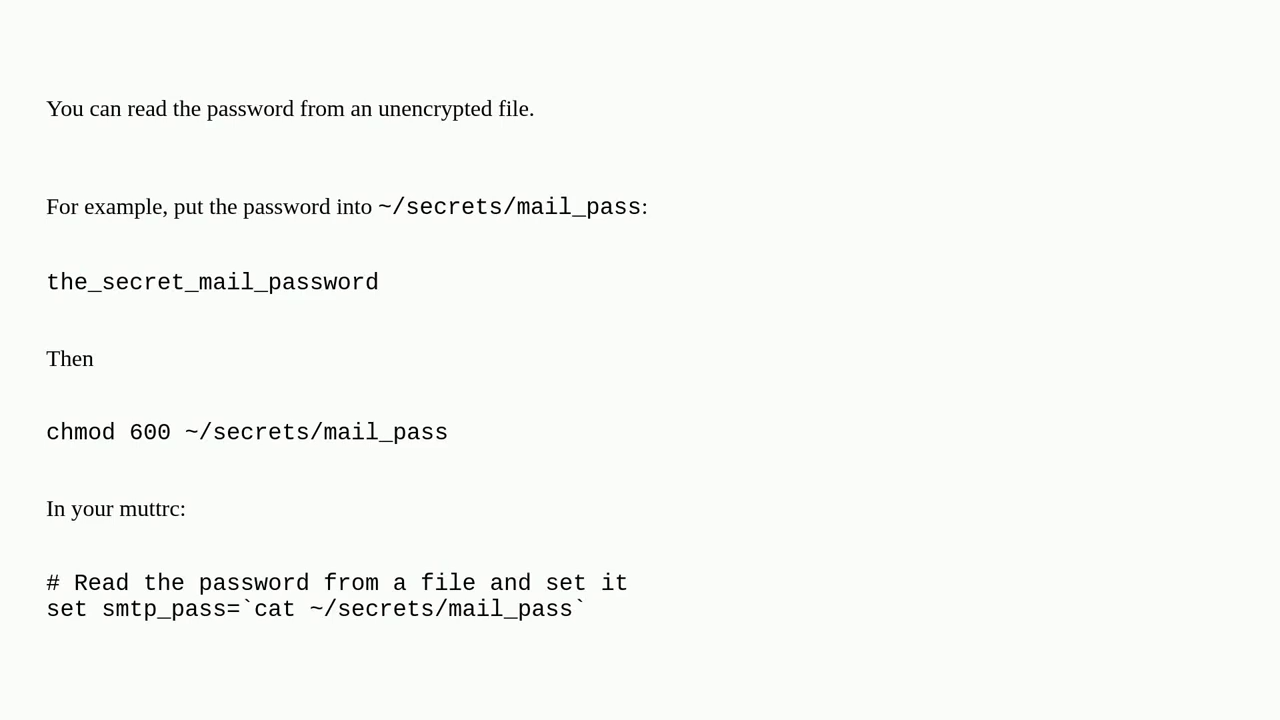 You can read the password from an unencrypted file.
For example, put the password into ~/secrets/mail_pass:
the_secret_mail_password
Then
chmod 600 ~/secrets/mail_pass
In your muttrc:
# Read the password from a file and set it
set smtp_pass=`cat ~/secrets/mail_pass`